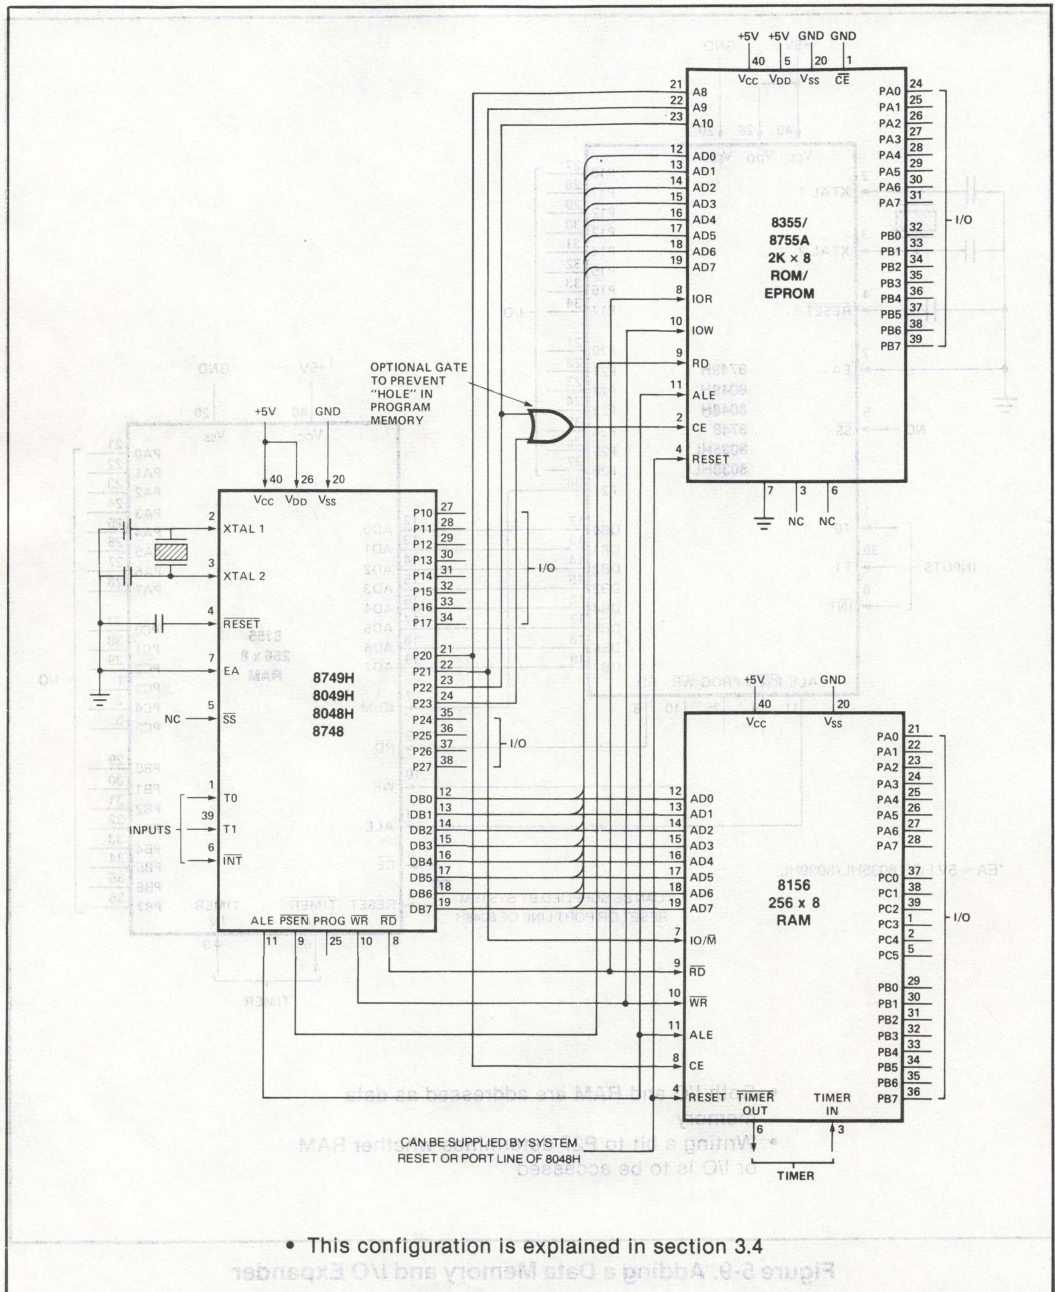 +5V +5V GND GND
40 5 20 1
VCC VDD VSS CE
21 A8
22 A9
23 A10
12 AD0
13 AD1
14 AD2
15 AD3
16 AD4
17 AD5
18 AD6
19 AD7
8 IOR
10 IOW
9 RD
11 ALE
2 CE
4 RESET
8355/
8755A
2K × 8
ROM/
EPROM
PA0 24
PA1 25
PA2 26
PA3 27
PA4 28
PA5 29
PA6 30
PA7 31
PB0 32
PB1 33
PB2 34
PB3 35
PB4 36
PB5 37
PB6 38
PB7 39
I/O
7 3 6
NC NC
OPTIONAL GATE
TO PREVENT
"HOLE" IN
PROGRAM
MEMORY
+5V GND
40 26 20
VCC VDD VSS
2 XTAL 1
3 XTAL 2
4 RESET
7 EA
5
NC SS
1 T0
39
INPUTS T1
6 INT
8749H
8049H
8048H
8748
P10 27
P11 28
P12 29
P13 30
P14 31
P15 32
P16 33
P17 34
I/O
P20 21
P21 22
P22 23
P23 24
P24 35
P25 36
P26 37
P27 38
I/O
DB0 12
DB1 13
DB2 14
DB3 15
DB4 16
DB5 17
DB6 18
DB7 19
ALE PSEN PROG WR RD
11 9 25 10 8
+5V GND
40 20
VCC VSS
12 AD0
13 AD1
14 AD2
15 AD3
16 AD4
17 AD5
18 AD6
19 AD7
7 IO/M
9 RD
10 WR
11 ALE
8 CE
4 RESET
8156
256 x 8
RAM
PA0 21
PA1 22
PA2 23
PA3 24
PA4 25
PA5 26
PA6 27
PA7 28
PC0 37
PC1 38
PC2 39
PC3 1
PC4 2
PC5 5
PB0 29
PB1 30
PB2 31
PB3 32
PB4 33
PB5 34
PB6 35
PB7 36
I/O
TIMER TIMER
OUT IN
6 3
TIMER
CAN BE SUPPLIED BY SYSTEM
RESET OR PORT LINE OF 8048H
• This configuration is explained in section 3.4